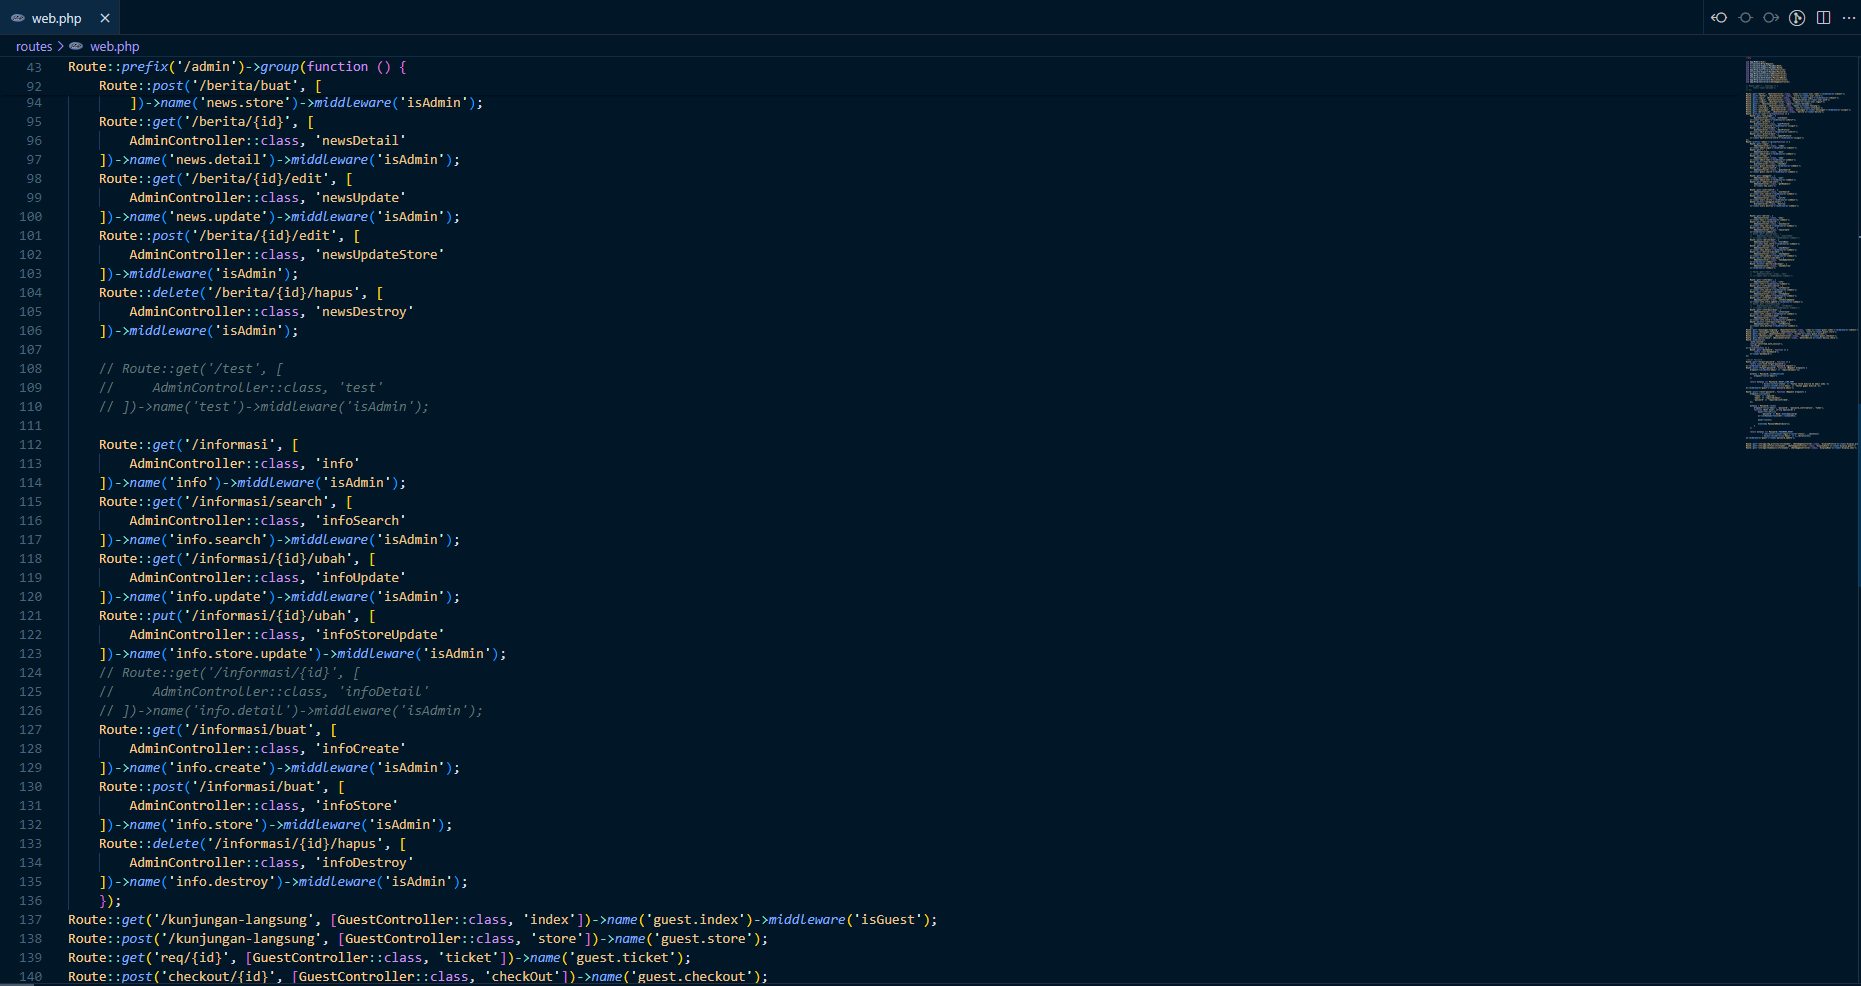 web.php
routes > web.php
43 Route::prefix('/admin')->group(function () {
92     Route::post('/berita/buat', [
94         ])->name('news.store')->middleware('isAdmin');
95     Route::get('/berita/{id}', [
96         AdminController::class, 'newsDetail'
97     ])->name('news.detail')->middleware('isAdmin');
98     Route::get('/berita/{id}/edit', [
99         AdminController::class, 'newsUpdate'
100     ])->name('news.update')->middleware('isAdmin');
101     Route::post('/berita/{id}/edit', [
102         AdminController::class, 'newsUpdateStore'
103     ])->middleware('isAdmin');
104     Route::delete('/berita/{id}/hapus', [
105         AdminController::class, 'newsDestroy'
106     ])->middleware('isAdmin');
107
108     // Route::get('/test', [
109     //     AdminController::class, 'test'
110     // ])->name('test')->middleware('isAdmin');
111
112     Route::get('/informasi', [
113         AdminController::class, 'info'
114     ])->name('info')->middleware('isAdmin');
115     Route::get('/informasi/search', [
116         AdminController::class, 'infoSearch'
117     ])->name('info.search')->middleware('isAdmin');
118     Route::get('/informasi/{id}/ubah', [
119         AdminController::class, 'infoUpdate'
120     ])->name('info.update')->middleware('isAdmin');
121     Route::put('/informasi/{id}/ubah', [
122         AdminController::class, 'infoStoreUpdate'
123     ])->name('info.store.update')->middleware('isAdmin');
124     // Route::get('/informasi/{id}', [
125     //     AdminController::class, 'infoDetail'
126     // ])->name('info.detail')->middleware('isAdmin');
127     Route::get('/informasi/buat', [
128         AdminController::class, 'infoCreate'
129     ])->name('info.create')->middleware('isAdmin');
130     Route::post('/informasi/buat', [
131         AdminController::class, 'infoStore'
132     ])->name('info.store')->middleware('isAdmin');
133     Route::delete('/informasi/{id}/hapus', [
134         AdminController::class, 'infoDestroy'
135     ])->name('info.destroy')->middleware('isAdmin');
136     });
137 Route::get('/kunjungan-langsung', [GuestController::class, 'index'])->name('guest.index')->middleware('isGuest');
138 Route::post('/kunjungan-langsung', [GuestController::class, 'store'])->name('guest.store');
139 Route::get('req/{id}', [GuestController::class, 'ticket'])->name('guest.ticket');
140 Route::post('checkout/{id}', [GuestController::class, 'checkOut'])->name('guest.checkout');